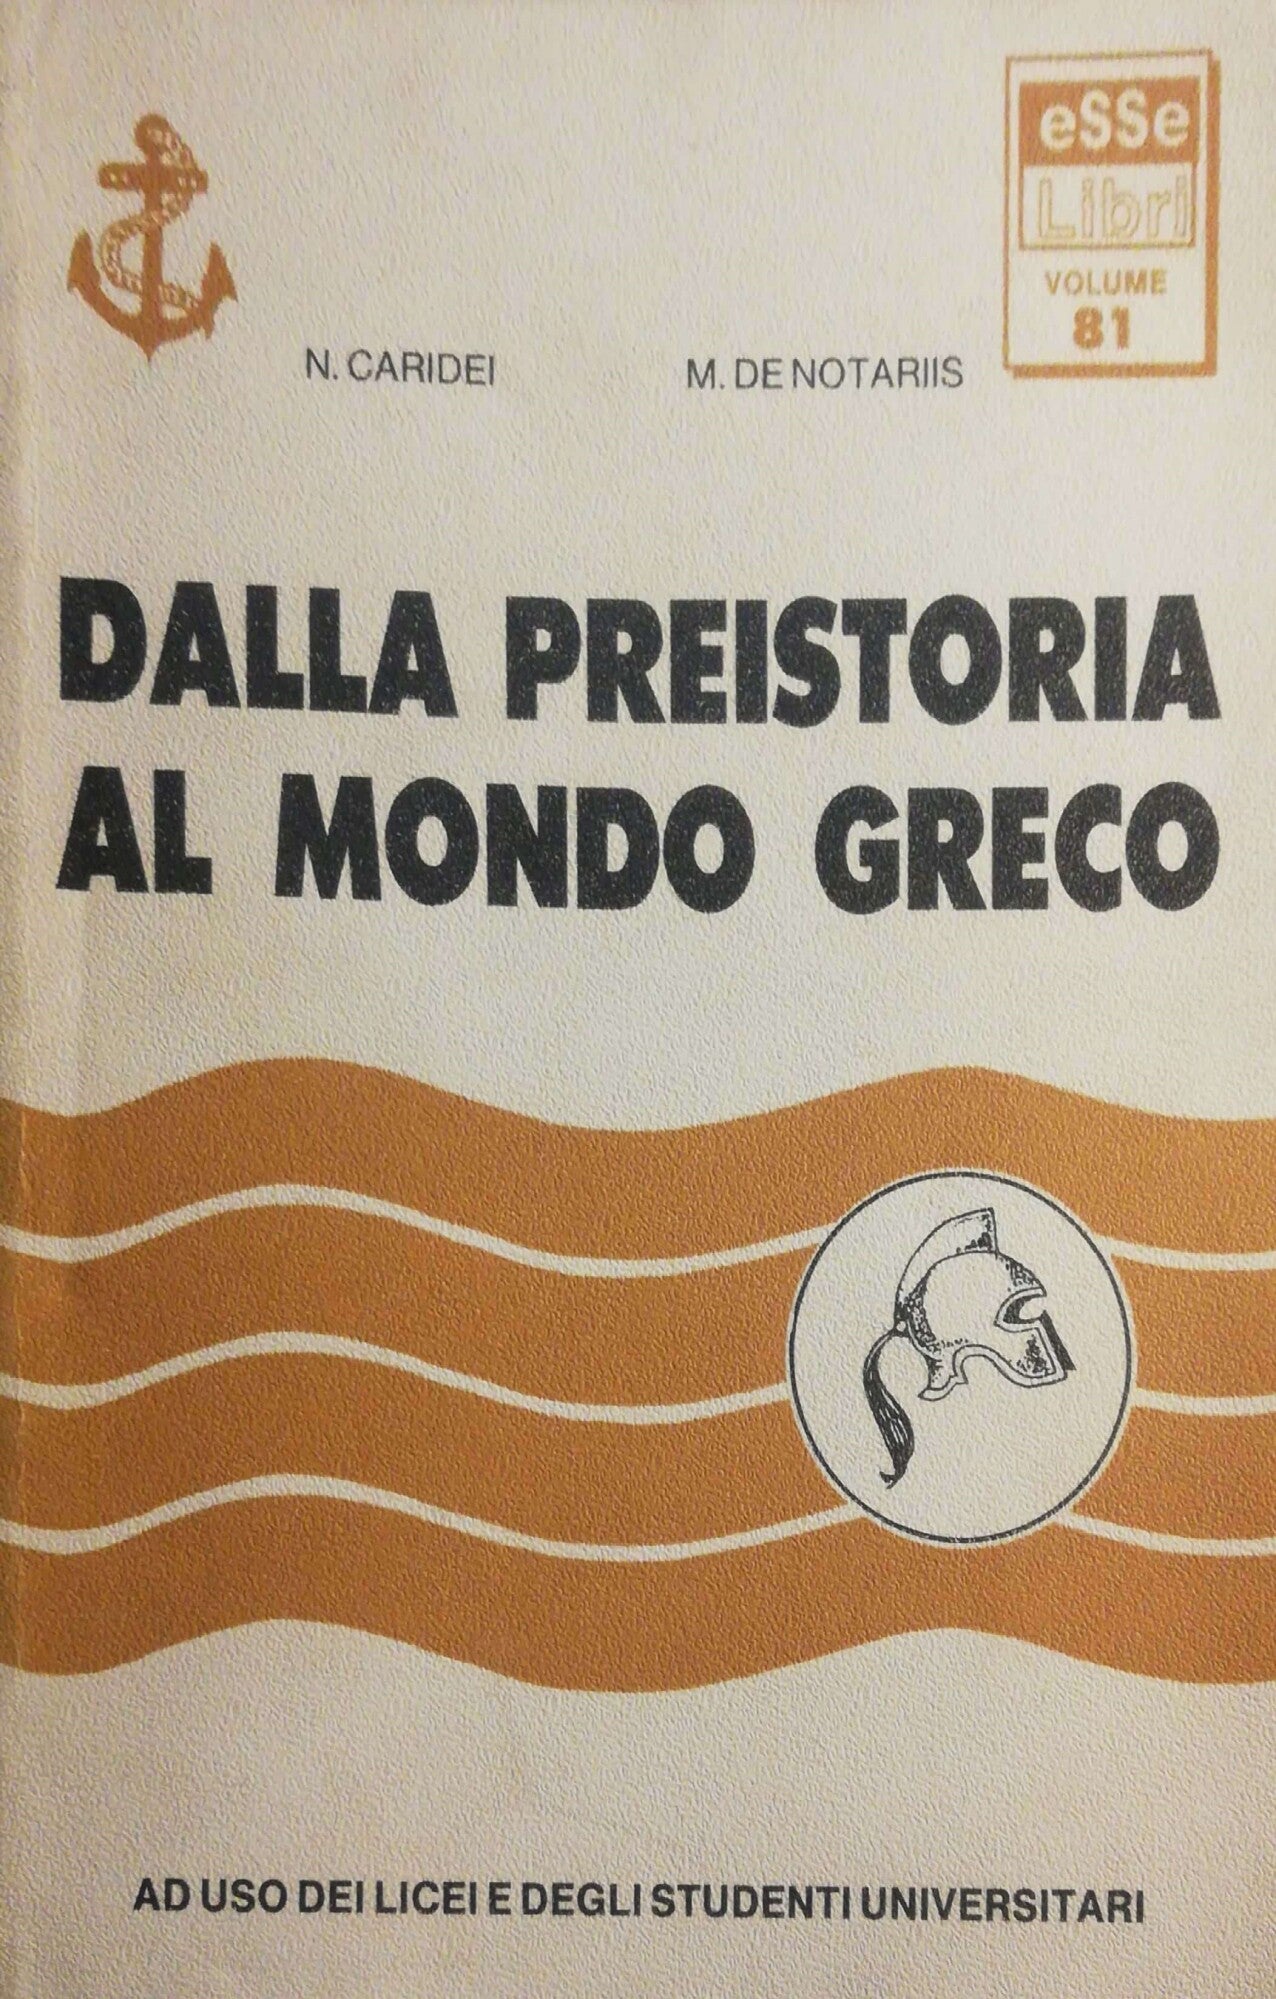 eSSe
Libri
VOLUME
81
N. CARIDEI
M. DE NOTARIIS
DALLA PREISTORIA
AL MONDO GRECO
AD USO DEI LICEI E DEGLI STUDENTI UNIVERSITARI